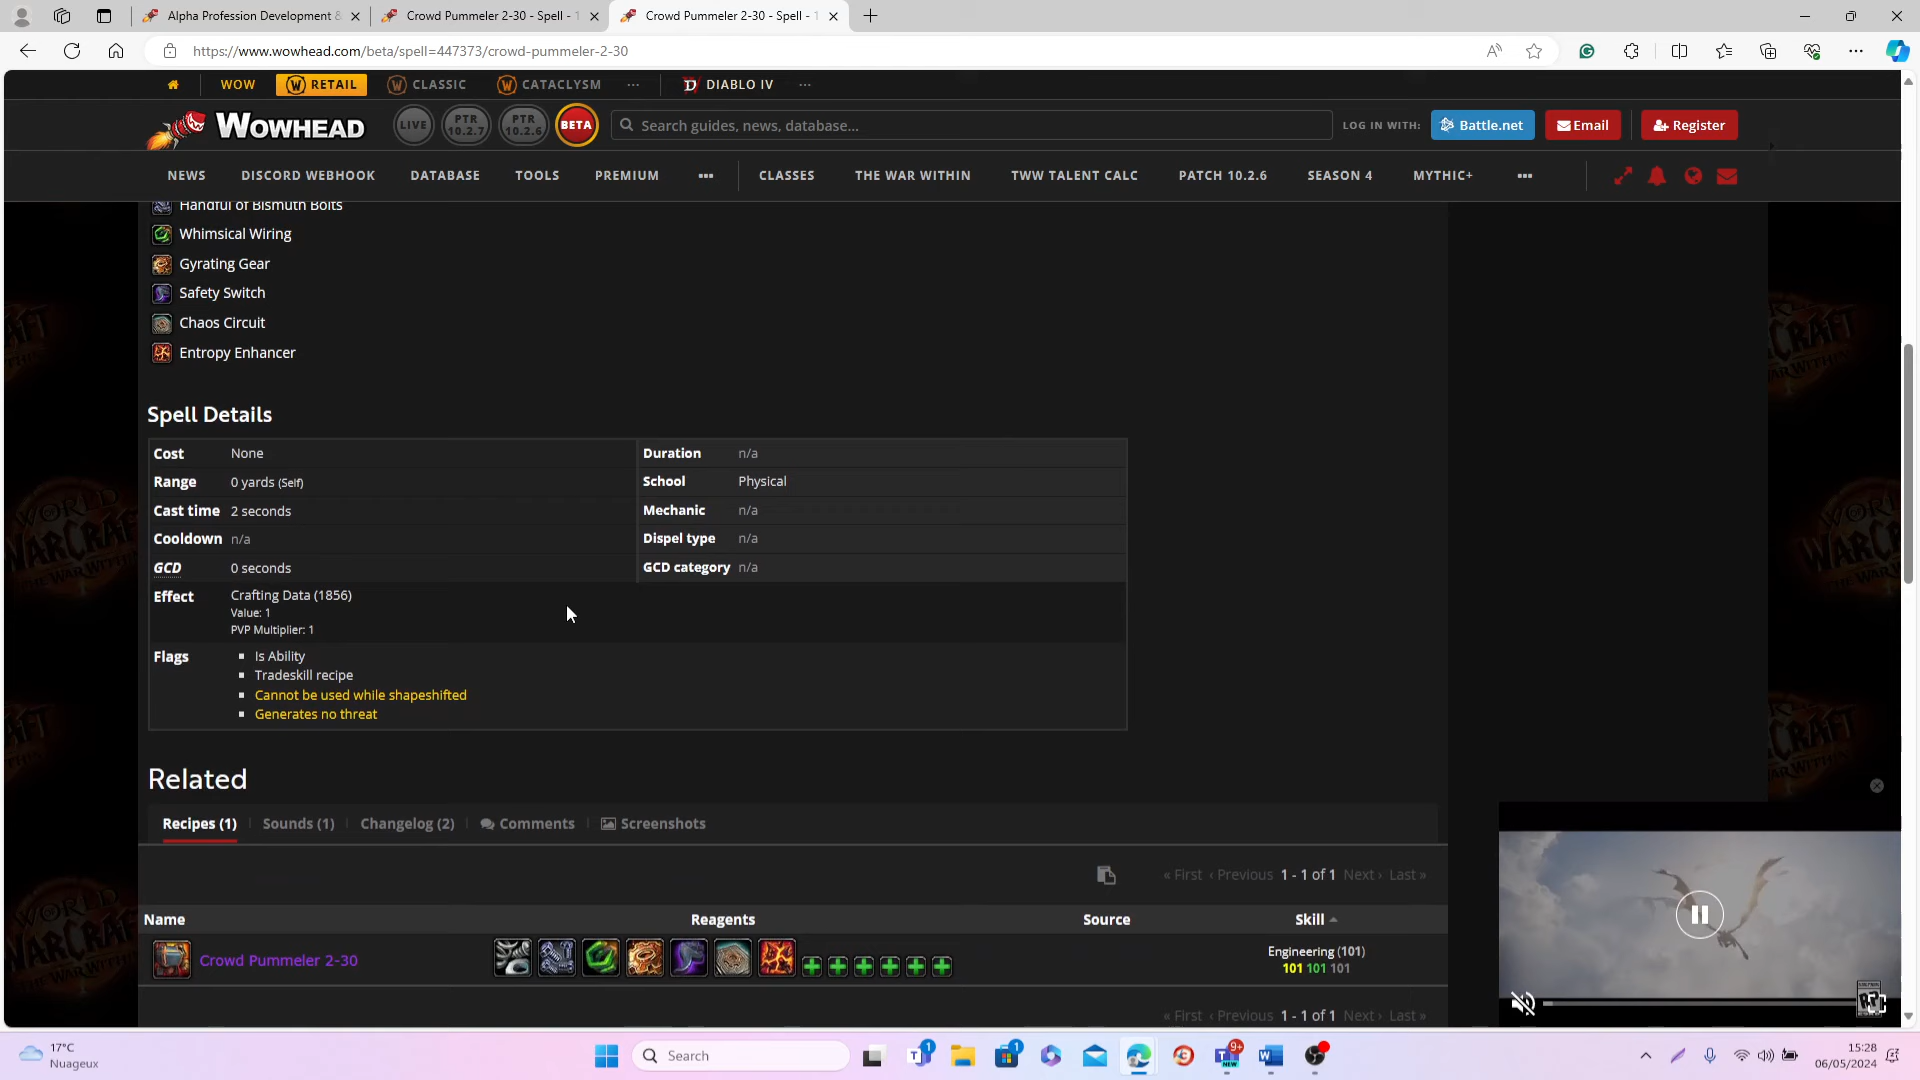 Alpha Profession Development &
Crowd Pummeler 2-30 - Spell -
Crowd Pummeler 2-30 - Spell -
https://www.wowhead.com/beta/spell=447373/crowd-pummeler-2-30
WOW
RETAIL
CLASSIC
CATACLYSM
DIABLO IV
WOWHEAD
LIVE
PTR 10.2.7
PTR 10.2.6
BETA
Search guides, news, database...
LOG IN WITH:
Battle.net
Email
Register
NEWS
DISCORD WEBHOOK
DATABASE
TOOLS
PREMIUM
CLASSES
THE WAR WITHIN
TWW TALENT CALC
PATCH 10.2.6
SEASON 4
MYTHIC+
Handful of Bismuth Bolts
Whimsical Wiring
Gyrating Gear
Safety Switch
Chaos Circuit
Entropy Enhancer
Spell Details
Cost None
Duration n/a
Range 0 yards (Self)
School Physical
Cast time 2 seconds
Mechanic n/a
Cooldown n/a
Dispel type n/a
GCD 0 seconds
GCD category n/a
Effect Crafting Data (1856)
Value: 1
PVP Multiplier: 1
Flags
Is Ability
Tradeskill recipe
Cannot be used while shapeshifted
Generates no threat
Related
Recipes (1)
Sounds (1)
Changelog (2)
Comments
Screenshots
« First ‹ Previous 1 - 1 of 1 Next › Last »
Name
Reagents
Source
Skill
Crowd Pummeler 2-30
Engineering (101)
101 101 101
« First ‹ Previous 1 - 1 of 1 Next › Last »
17°C
Nuageux
Search
1
1
9+
NEW
15:28
06/05/2024